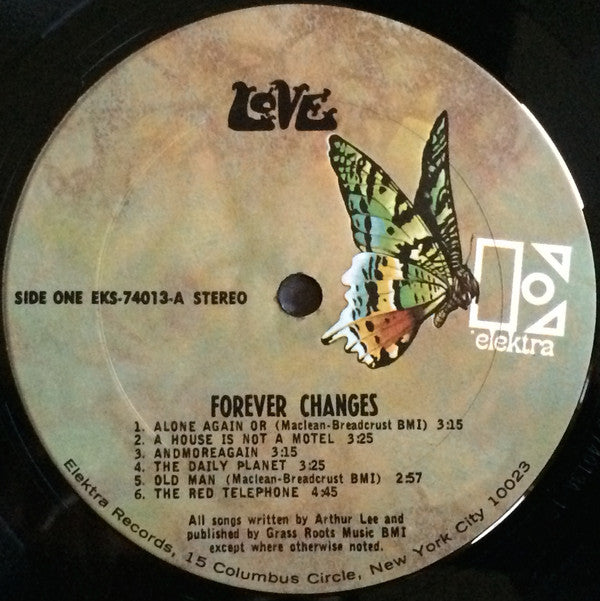 LOVE
SIDE ONE EKS-74013-A STEREO
elektra
FOREVER CHANGES
1. ALONE AGAIN OR (Maclean-Breadcrust BMI) 3:15
2. A HOUSE IS NOT A MOTEL 3:25
3. ANDMOREAGAIN 3:15
4. THE DAILY PLANET 3:25
5. OLD MAN (Maclean-Breadcrust BMI) 2:57
6. THE RED TELEPHONE 4:45
All songs written by Arthur Lee and
published by Grass Roots Music BMI
except where otherwise noted.
Elektra Records, 15 Columbus Circle, New York City 10023